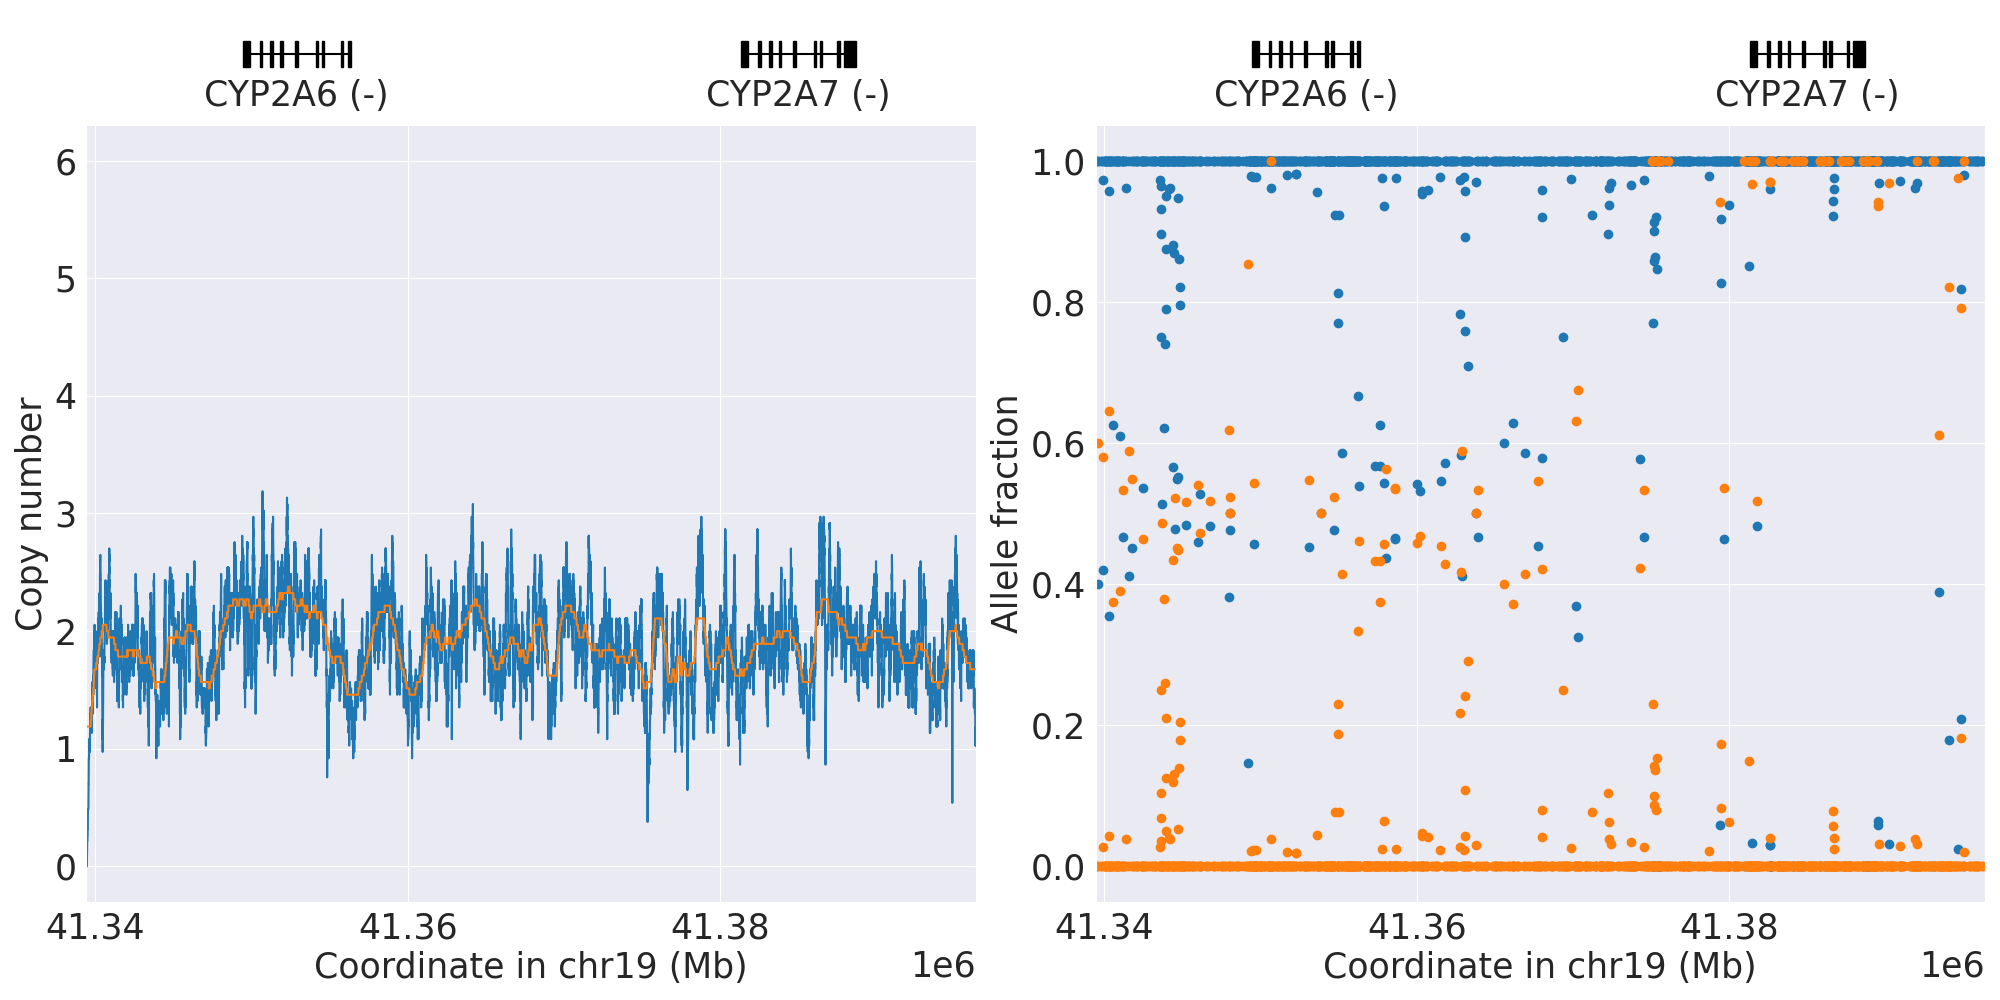 CYP2A6 (-)
CYP2A7 (-)
Copy number
6
5
4
3
2
1
0
41.34
41.36
41.38
Coordinate in chr19 (Mb)
1e6
CYP2A6 (-)
CYP2A7 (-)
Allele fraction
1.0
0.8
0.6
0.4
0.2
0.0
41.34
41.36
41.38
Coordinate in chr19 (Mb)
1e6